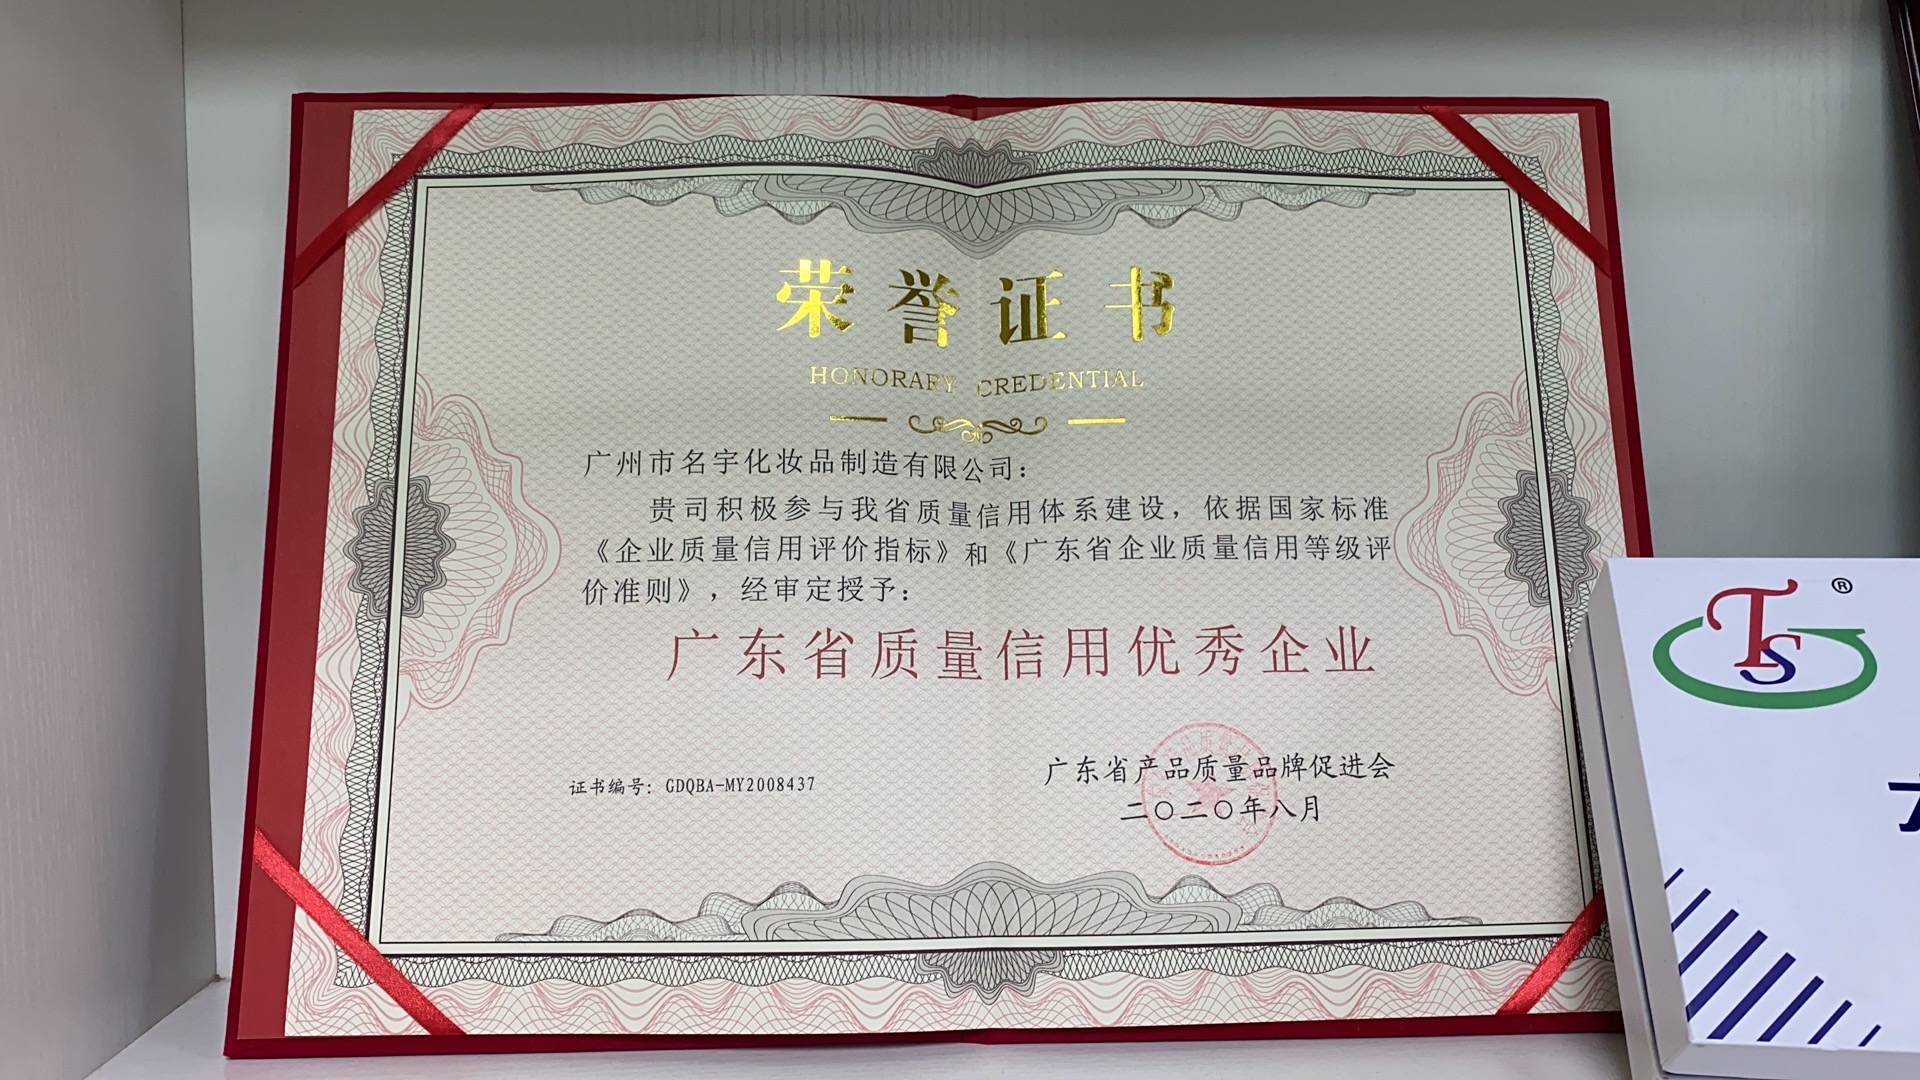 荣誉证书
HONORARY CREDENTIAL
广州市名宇化妆品制造有限公司：
贵司积极参与我省质量信用体系建设，依据国家标准
《企业质量信用评价指标》和《广东省企业质量信用等级评
价准则》，经审定授予：
广东省质量信用优秀企业
证书编号：GDQBA-MY2008437
广东省产品质量品牌促进会
二〇二〇年八月
TS®